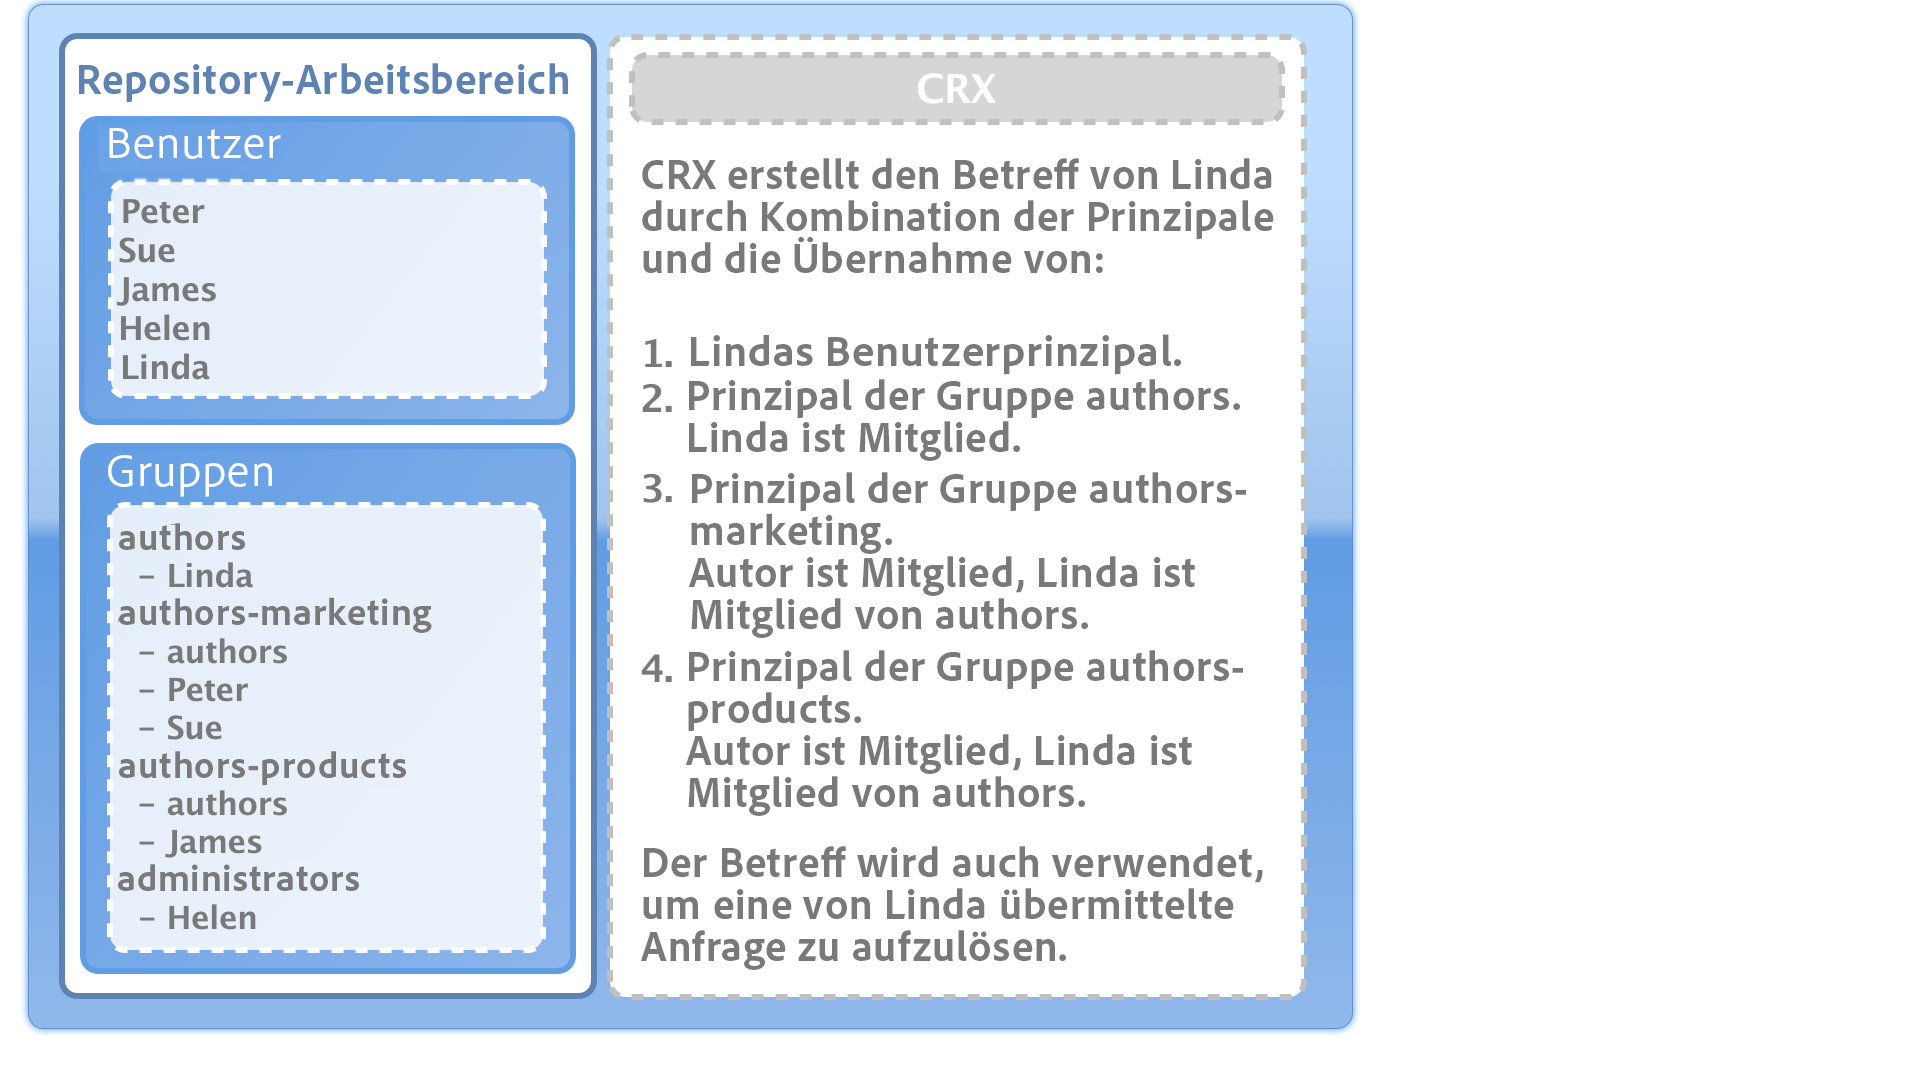 Repository-Arbeitsbereich
Benutzer
Peter
Sue
James
Helen
Linda
Gruppen
authors
– Linda
authors-marketing
– authors
– Peter
– Sue
authors-products
– authors
– James
administrators
– Helen
CRX
CRX erstellt den Betreff von Linda
durch Kombination der Prinzipale
und die Übernahme von:
1. Lindas Benutzerprinzipal.
2. Prinzipal der Gruppe authors.
Linda ist Mitglied.
3. Prinzipal der Gruppe authors-
marketing.
Autor ist Mitglied, Linda ist
Mitglied von authors.
4. Prinzipal der Gruppe authors-
products.
Autor ist Mitglied, Linda ist
Mitglied von authors.
Der Betreff wird auch verwendet,
um eine von Linda übermittelte
Anfrage zu aufzulösen.